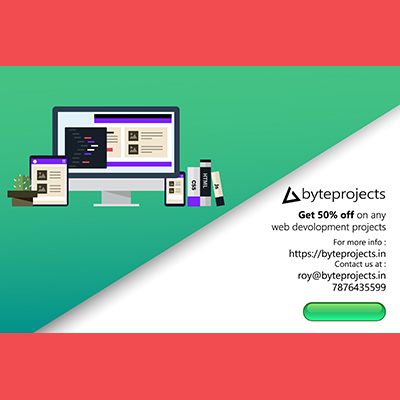 byteprojects
Get 50% off on any
web devolopment projects
For more info :
https://byteprojects.in
Contact us at :
roy@byteprojects.in
7876435599
CSS
HTML
Js